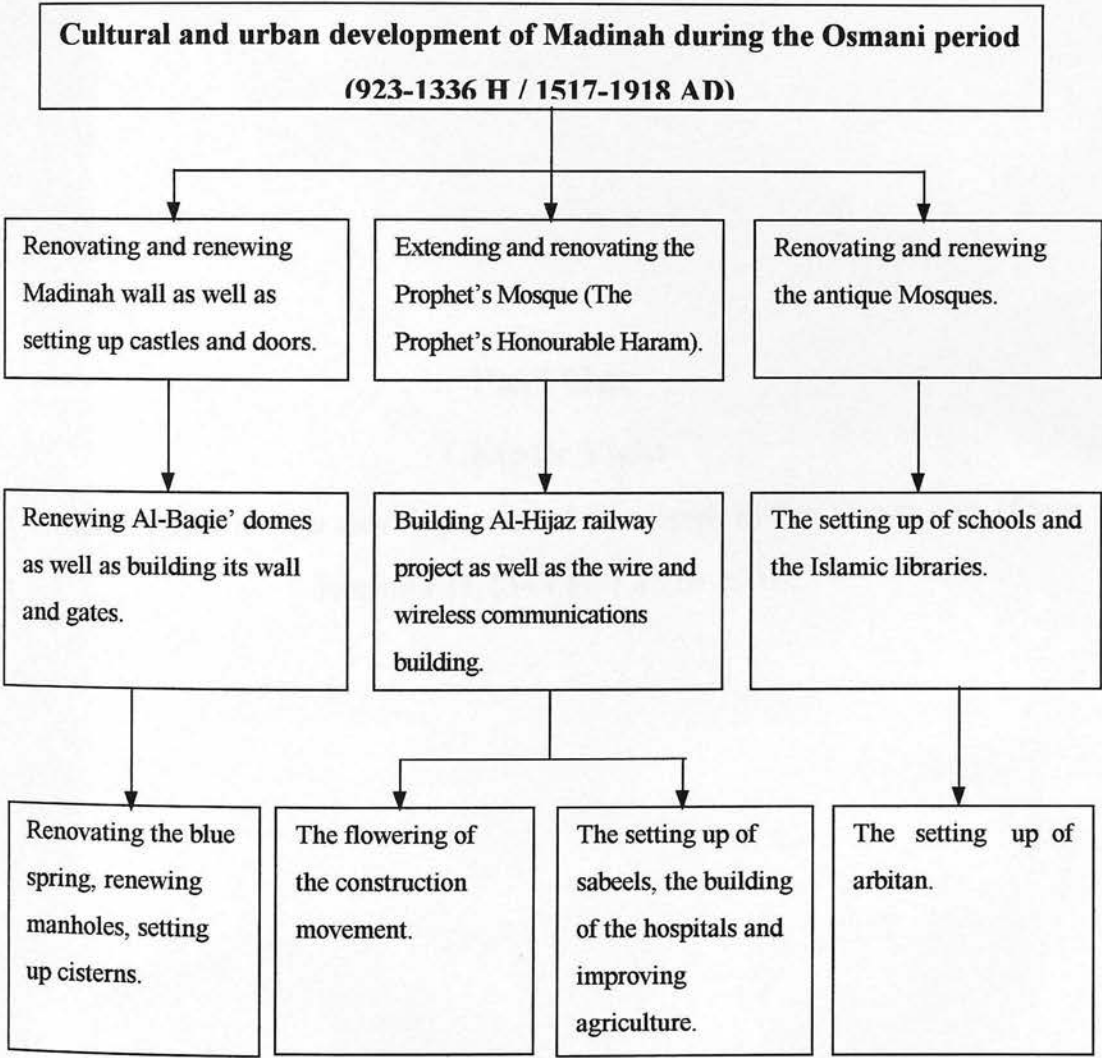 Cultural and urban development of Madinah during the Osmani period
(923-1336 H / 1517-1918 AD)
Renovating and renewing
Madinah wall as well as
setting up castles and doors.
Extending and renovating the
Prophet's Mosque (The
Prophet's Honourable Haram).
Renovating and renewing
the antique Mosques.
Renewing Al-Baqie' domes
as well as building its wall
and gates.
Building Al-Hijaz railway
project as well as the wire and
wireless communications
building.
The setting up of schools and
the Islamic libraries.
Renovating the blue
spring, renewing
manholes, setting
up cisterns.
The flowering of
the construction
movement.
The setting up of
sabeels, the building
of the hospitals and
improving
agriculture.
The setting up of
arbitan.